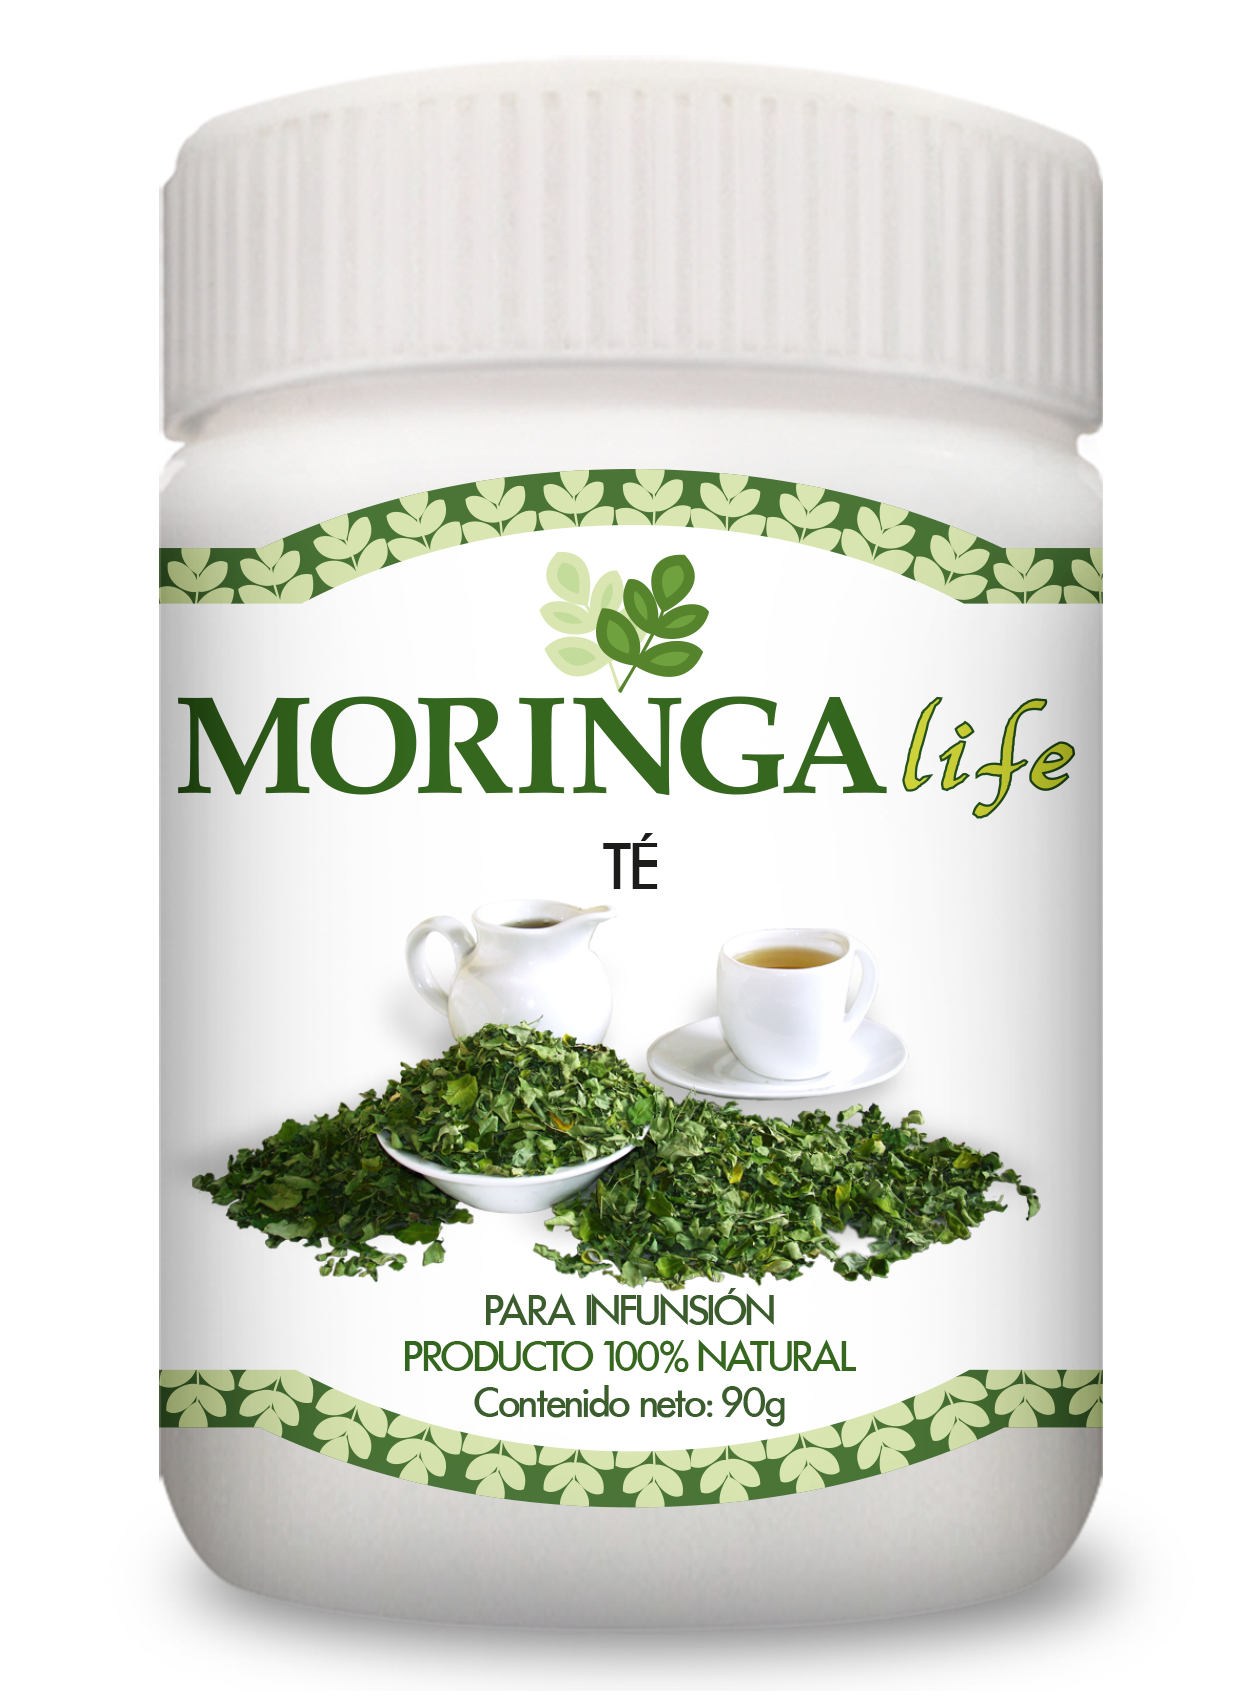 MORINGA life
TÉ
PARA INFUNSIÓN
PRODUCTO 100% NATURAL
Contenido neto: 90g